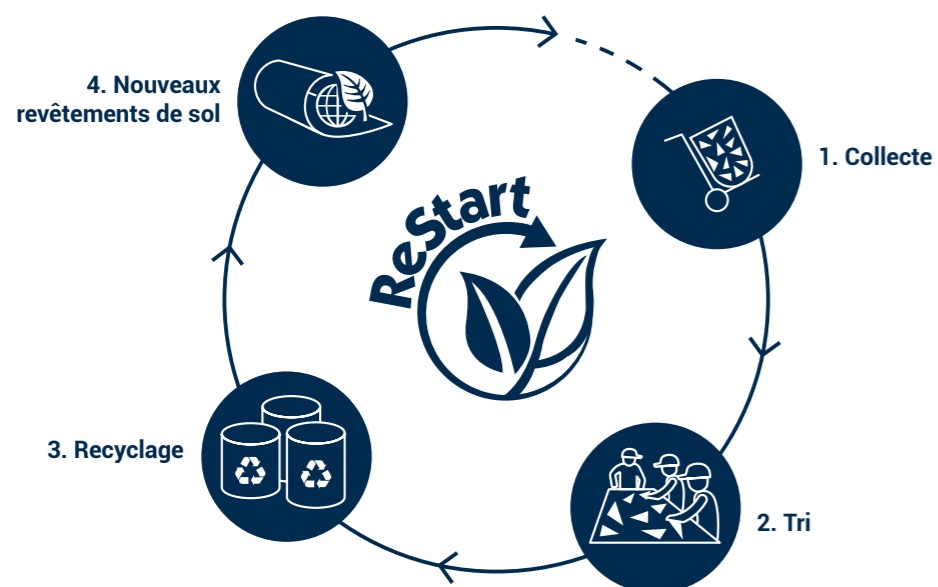 4. Nouveaux
revêtements de sol
1. Collecte
ReStart
3. Recyclage
2. Tri